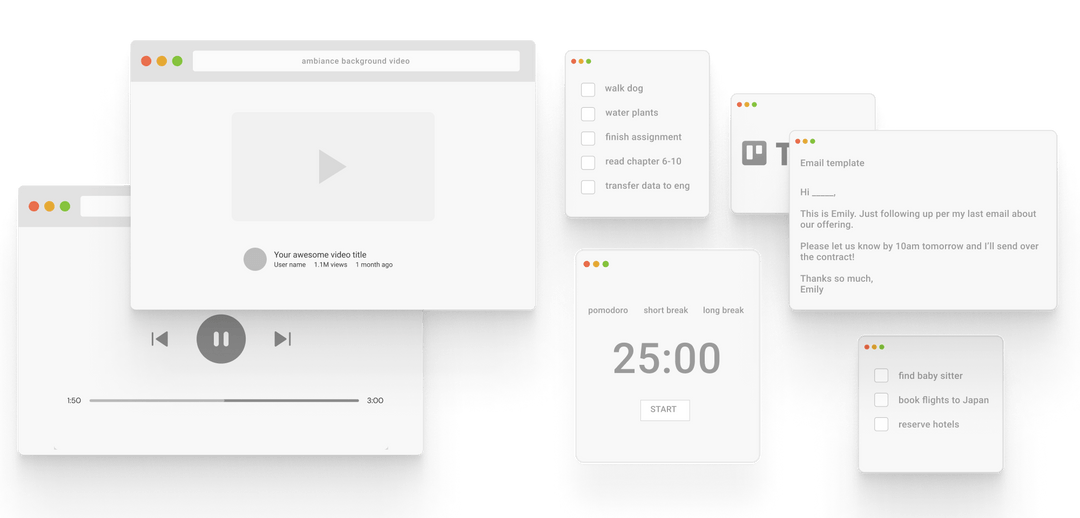 ambiance background video
Your awesome video title
User name 1.1M views 1 month ago
1:50
3:00
walk dog
water plants
finish assignment
read chapter 6-10
transfer data to eng
T
Email template
Hi _____,
This is Emily. Just following up per my last email about
our offering.
Please let us know by 10am tomorrow and I'll send over
the contract!
Thanks so much,
Emily
pomodoro short break long break
25:00
START
find baby sitter
book flights to Japan
reserve hotels